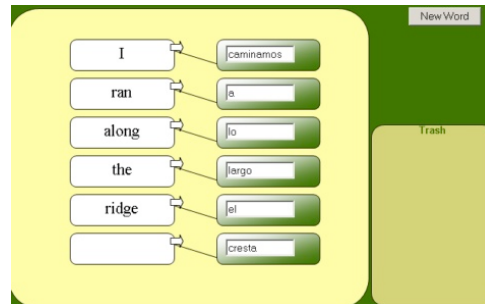 New Word
I caminamos
ran a
along lo
the largo
ridge el
cresta
Trash